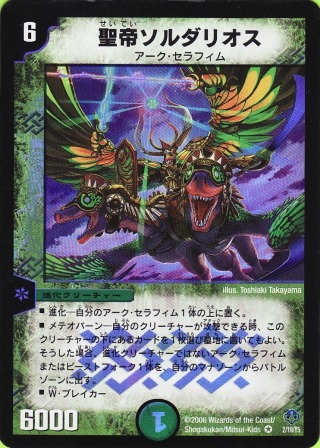 6
せいてい
聖帝ソルダリオス
アーク・セラフィム
illus. Toshiaki Takayama
進化クリーチャー
■ 進化―自分のアーク・セラフィム1体の上に置く。
■ メテオバーン―自分のクリーチャーが攻撃できる時、この
クリーチャーの下にあるカードを1枚選び墓地に置いてもよい。
そうした場合、進化クリーチャーではないアーク・セラフィム
またはビーストフォーク1体を、自分のマナゾーンからバトル
ゾーンに出す。
■ W・ブレイカー
6000
1
©2006 Wizards of the Coast/
Shogakukan/Mitsui-Kids
2/19/Y5